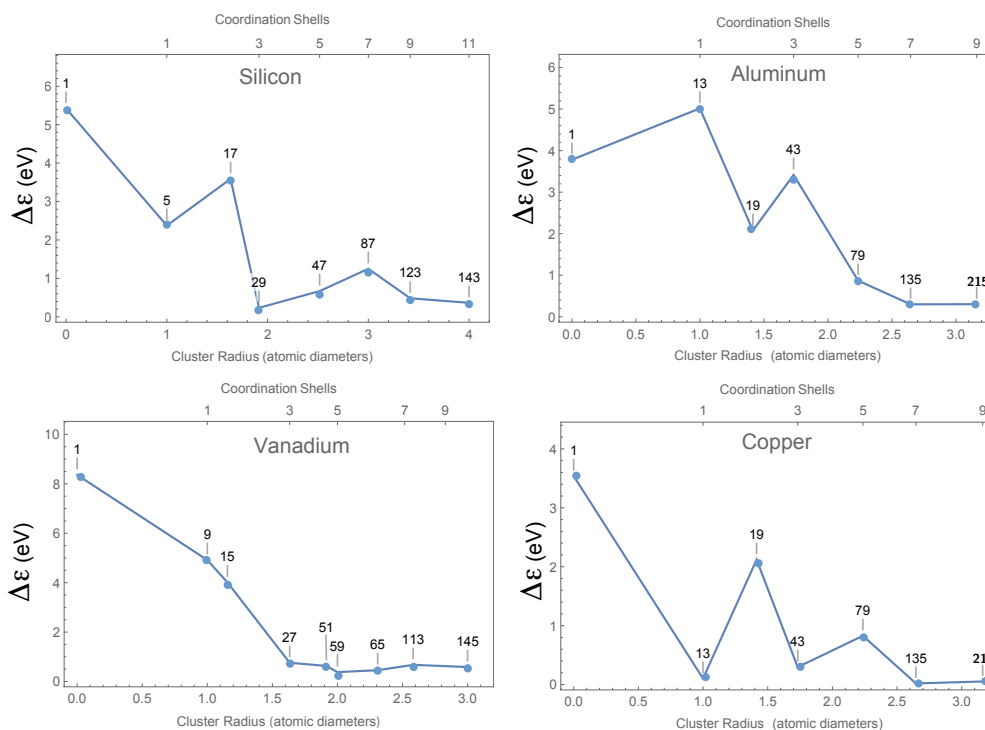 Coordination Shells
1 3 5 7 9 11
Silicon
Δε (eV)
6
5
4
3
2
1
0
1
5
17
29
47
87
123
143
0 1 2 3 4
Cluster Radius (atomic diameters)
Coordination Shells
1 3 5 7 9
Aluminum
Δε (eV)
6
5
4
3
2
1
0
1
13
19
43
79
135
215
0.0 0.5 1.0 1.5 2.0 2.5 3.0
Cluster Radius (atomic diameters)
Coordination Shells
1 3 5 7 9
Vanadium
Δε (eV)
10
8
6
4
2
0
1
9
15
27
51
59
65
113
145
0.0 0.5 1.0 1.5 2.0 2.5 3.0
Cluster Radius (atomic diameters)
Coordination Shells
1 3 5 7 9
Copper
Δε (eV)
4
3
2
1
0
1
13
19
43
79
135
21
0.0 0.5 1.0 1.5 2.0 2.5 3.0
Cluster Radius (atomic diameters)